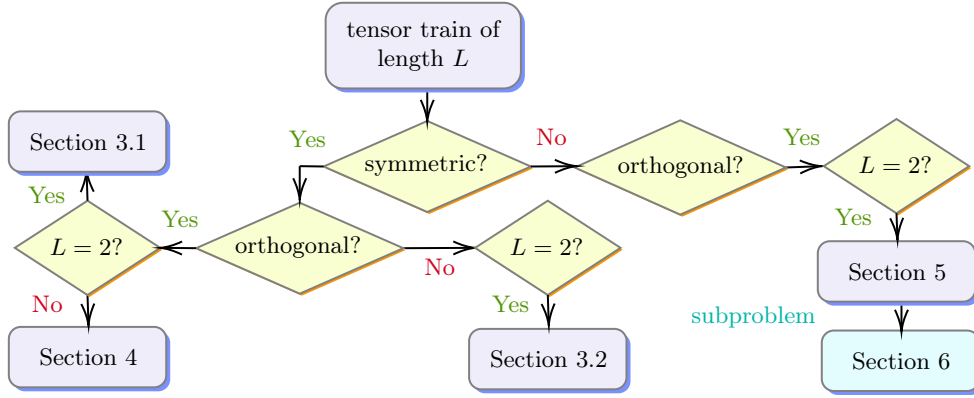 tensor train of
length L
Section 3.1
Yes
symmetric?
No
orthogonal?
Yes
L = 2?
Yes
Yes
L = 2?
Yes
orthogonal?
No
L = 2?
Yes
Section 5
No
Yes
subproblem
Section 4
Section 3.2
Section 6